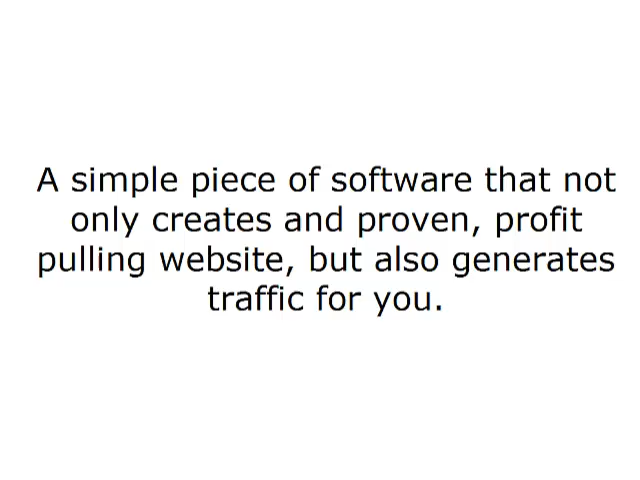 A simple piece of software that not
only creates and proven, profit
pulling website, but also generates
traffic for you.